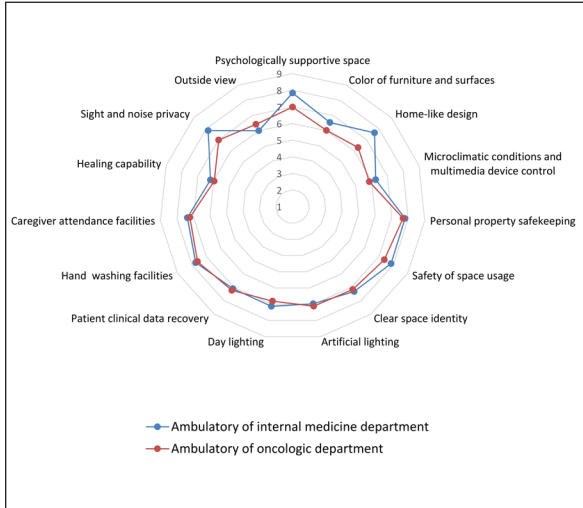 Psychologically supportive space
Outside view
Color of furniture and surfaces
Sight and noise privacy
Home-like design
Healing capability
Microclimatic conditions and
multimedia device control
Caregiver attendance facilities
Personal property safekeeping
Hand washing facilities
Safety of space usage
Patient clinical data recovery
Clear space identity
Day lighting
Artificial lighting
9
8
7
6
5
4
3
2
1
Ambulatory of internal medicine department
Ambulatory of oncologic department